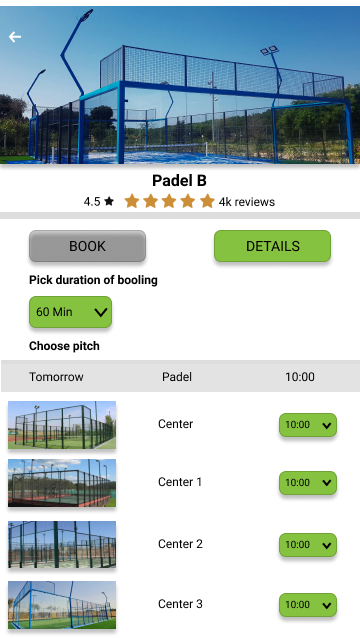 Padel B
4.5 4k reviews
BOOK DETAILS
Pick duration of booling
60 Min
Choose pitch
Tomorrow Padel 10:00
Center 10:00
Center 1 10:00
Center 2 10:00
Center 3 10:00